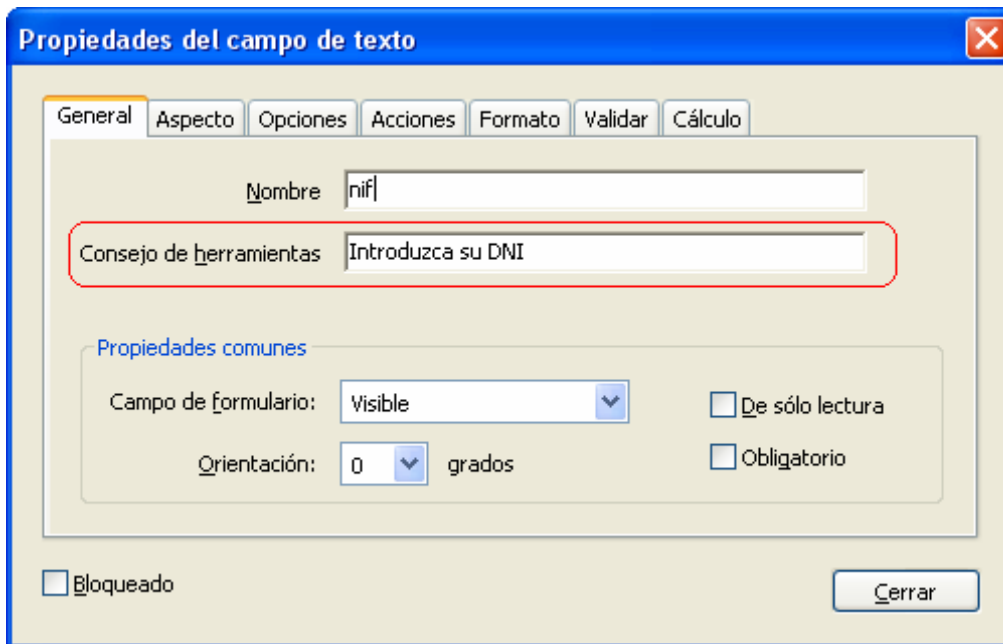 Propiedades del campo de texto
General Aspecto Opciones Acciones Formato Validar Cálculo
Nombre nif
Consejo de herramientas Introduzca su DNI
Propiedades comunes
Campo de formulario: Visible De sólo lectura
Orientación: 0 grados Obligatorio
Bloqueado Cerrar